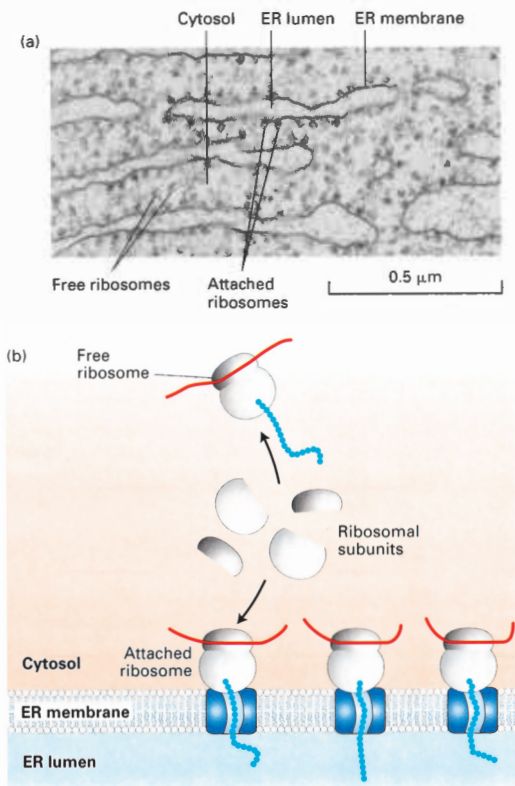 (a)
Cytosol ER lumen ER membrane
Free ribosomes
Attached
ribosomes
0.5 μm
(b)
Free
ribosome
Ribosomal
subunits
Attached
ribosome
Cytosol
ER membrane
ER lumen